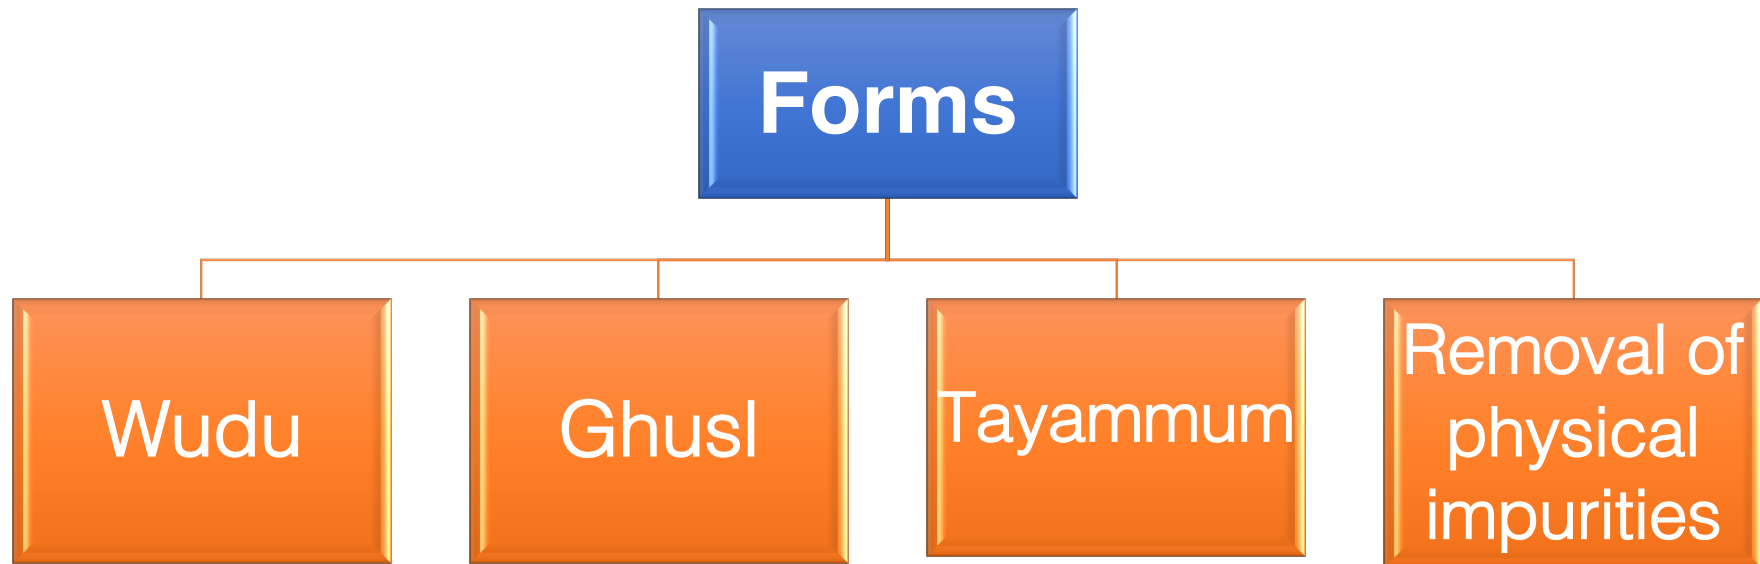 Forms
Wudu
Ghusl
Tayammum
Removal of
physical
impurities